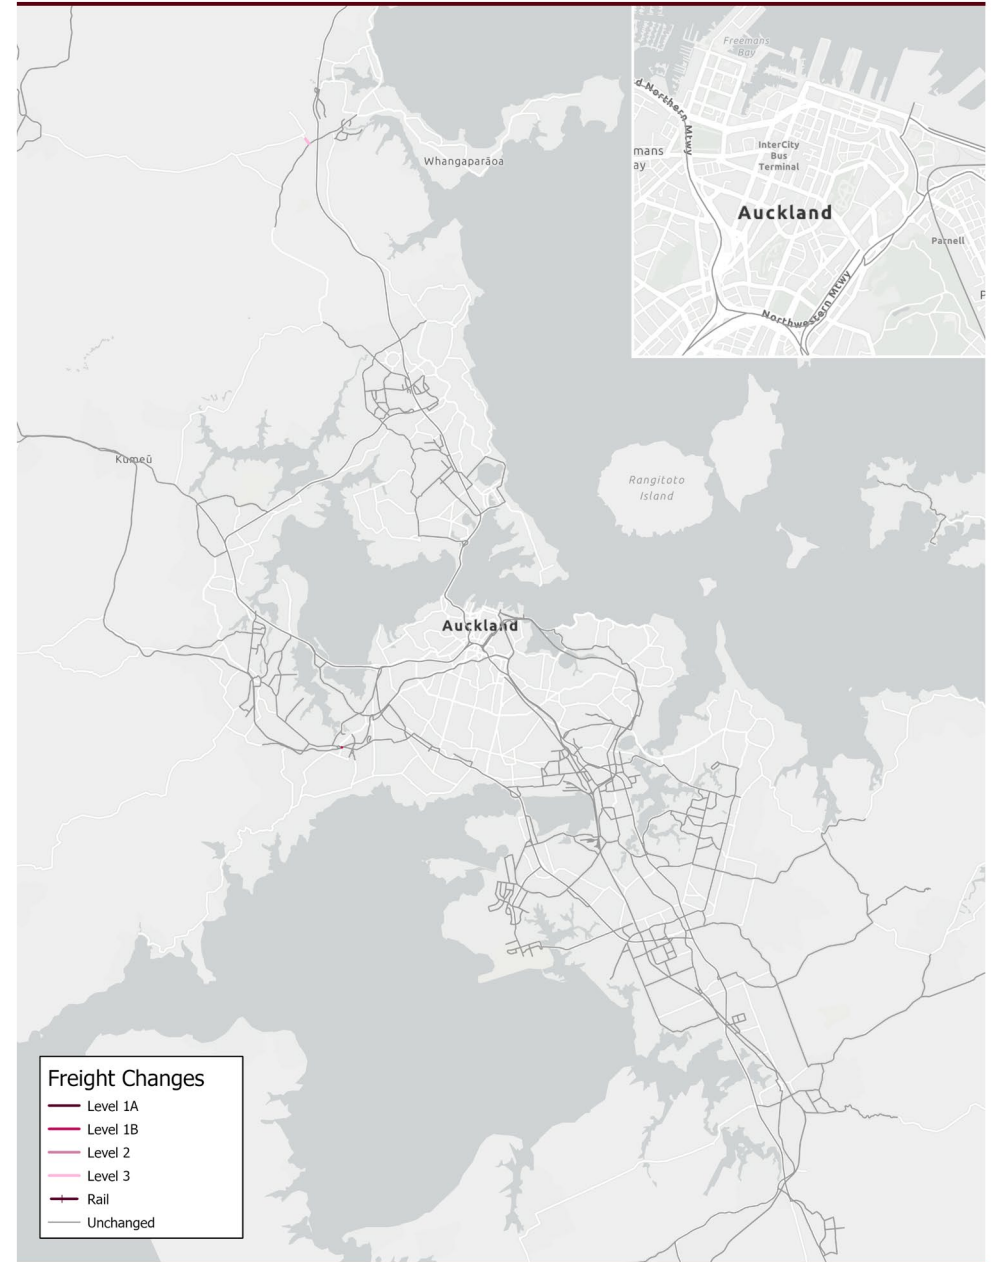 Freemans
Bay
d Northern Mtwy
mans
ay
InterCity
Bus
Terminal
Auckland
Parnell
P
Northwestern Mtwy
Whangaparāoa
Kumeū
Rangitoto
Island
Auckland
Freight Changes
Level 1A
Level 1B
Level 2
Level 3
Rail
Unchanged